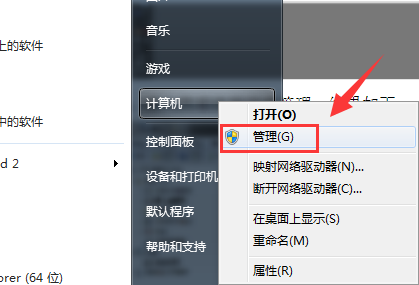 音乐
上的软件
游戏
计算机
打开(O)
中的软件
管理(G)
控制面板
d 2
映射网络驱动器(N)...
设备和打印机
断开网络驱动器(C)...
默认程序
在桌面上显示(S)
重命名(M)
帮助和支持
属性(R)
orer (64 位)